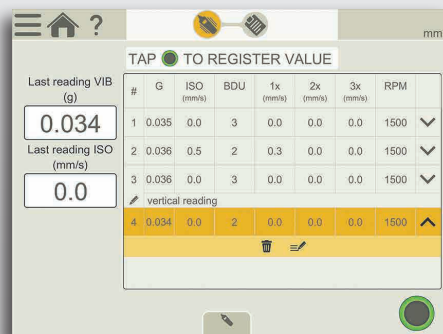 ?
mm
TAP TO REGISTER VALUE
Last reading VIB
(g)
0.034
Last reading ISO
(mm/s)
0.0
# G ISO (mm/s) BDU 1x (mm/s) 2x (mm/s) 3x (mm/s) RPM
1 0.035 0.0 3 0.0 0.0 0.0 1500
2 0.036 0.5 2 0.3 0.0 0.0 1500
3 0.036 0.0 3 0.0 0.0 0.0 1500
vertical reading
4 0.034 0.0 2 0.0 0.0 0.0 1500